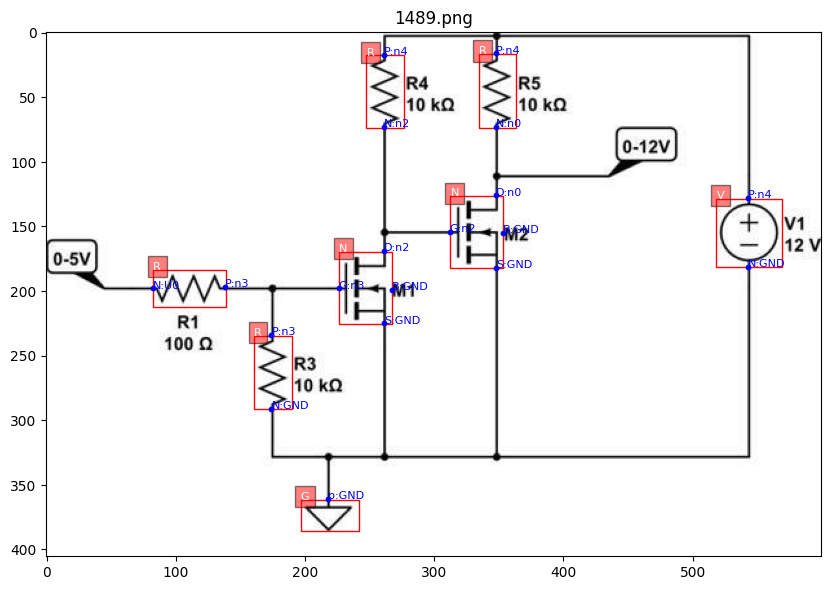 1489.png
0
50
100
150
200
250
300
350
400
0
100
200
300
400
500
R
P:n4
R4
10 kΩ
N:n2
R
P:n4
R5
10 kΩ
N:n0
0-12V
N
D:n0
G:n2
B:GND
M2
S:GND
V
P:n4
V1
12 V
N:GND
0-5V
R
N:U0
P:n3
R1
100 Ω
N
D:n2
G:n3
B:GND
M1
S:GND
R
P:n3
R3
10 kΩ
N:GND
G
p:GND